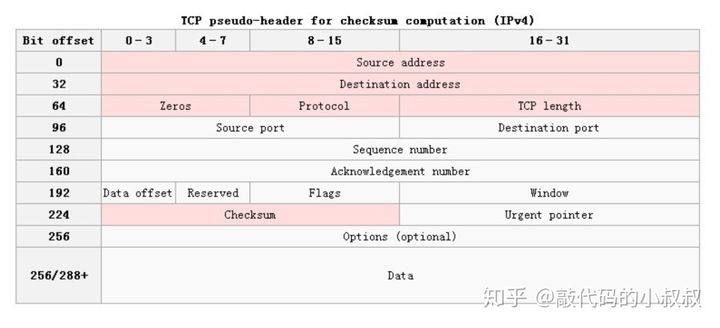 TCP pseudo-header for checksum computation (IPv4)
Bit offset 0-3 4-7 8-15 16-31
0 Source address
32 Destination address
64 Zeros Protocol TCP length
96 Source port Destination port
128 Sequence number
160 Acknowledgement number
192 Data offset Reserved Flags Window
224 Checksum Urgent pointer
256 Options (optional)
256/288+ Data
知乎 @敲代码的小叔叔